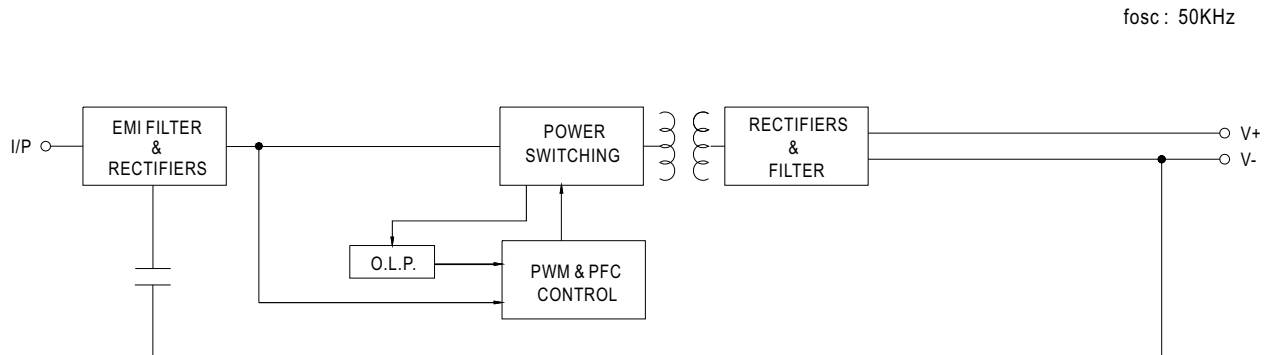 fosc : 50KHz
I/P
EMI FILTER
&
RECTIFIERS
POWER
SWITCHING
RECTIFIERS
&
FILTER
V+
V-
O.L.P.
PWM & PFC
CONTROL